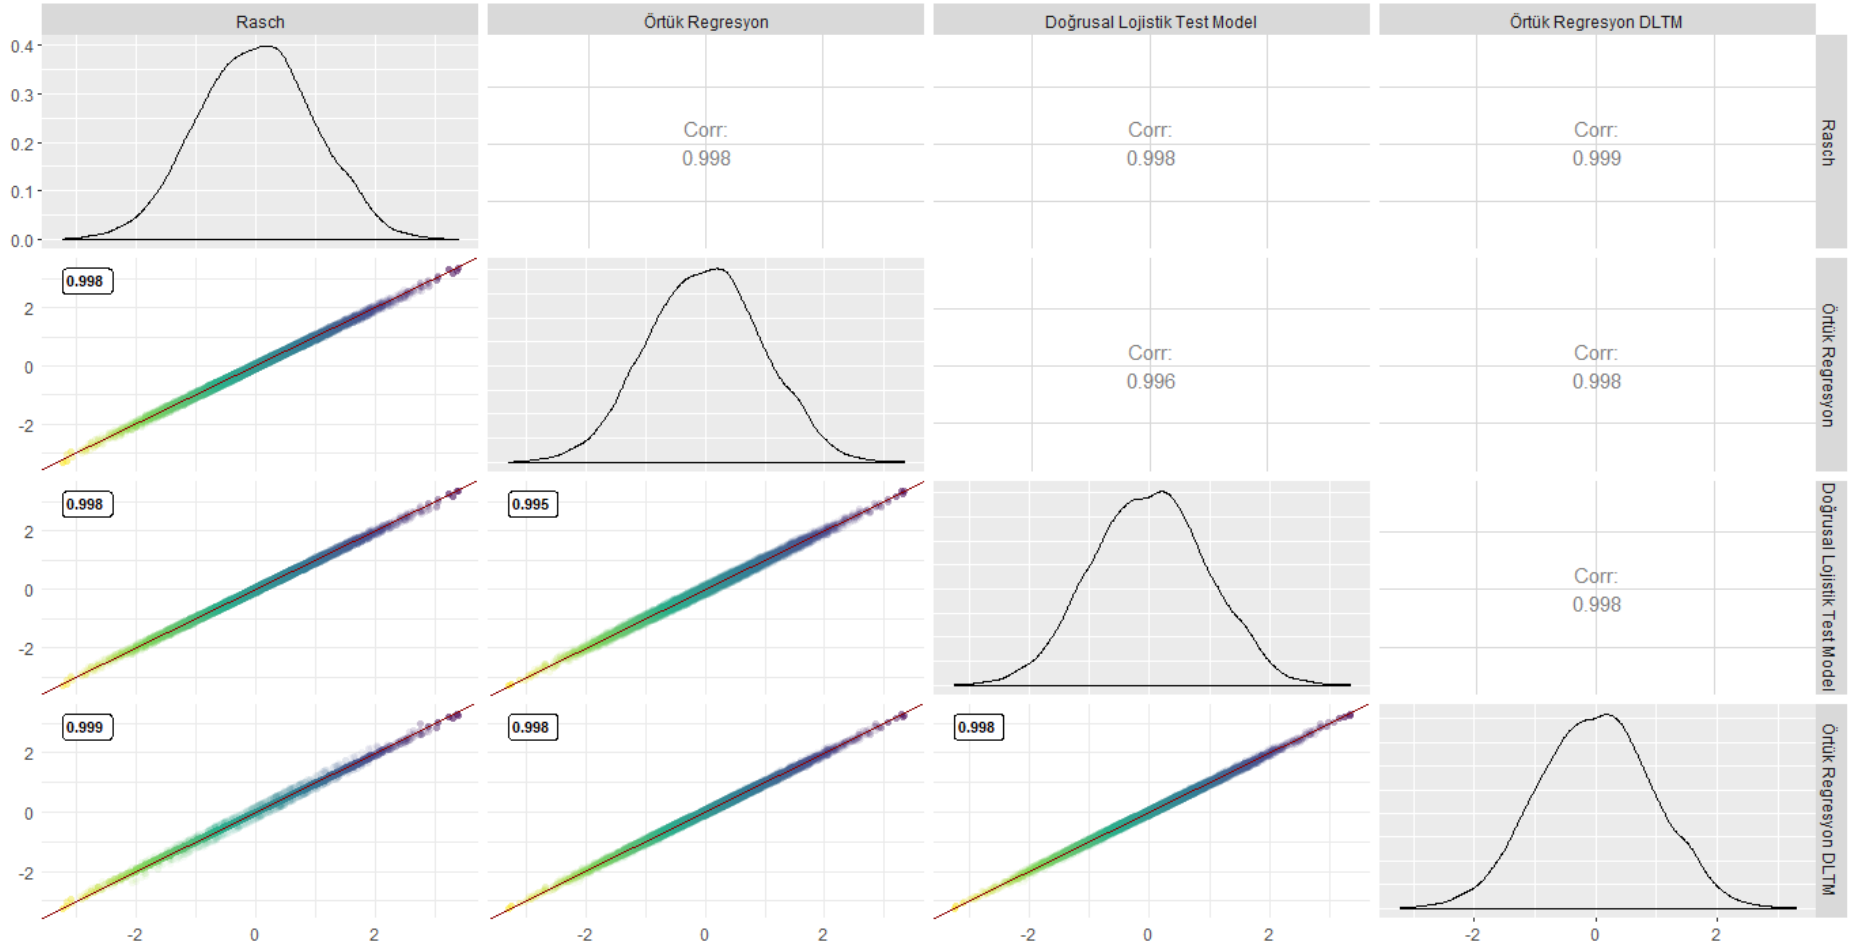 Rasch
Örtük Regresyon
Doğrusal Lojistik Test Model
Örtük Regresyon DLTM
0.4
0.3
0.2
0.1
0.0
Corr:
0.998
Corr:
0.998
Corr:
0.999
Rasch
2
0
-2
0.998
Corr:
0.996
Corr:
0.998
Örtük Regresyon
2
0
-2
0.998
0.995
Corr:
0.998
Doğrusal Lojistik Test Model
2
0
-2
0.999
0.998
0.998
Örtük Regresyon DLTM
-2 0 2
-2 0 2
-2 0 2
-2 0 2